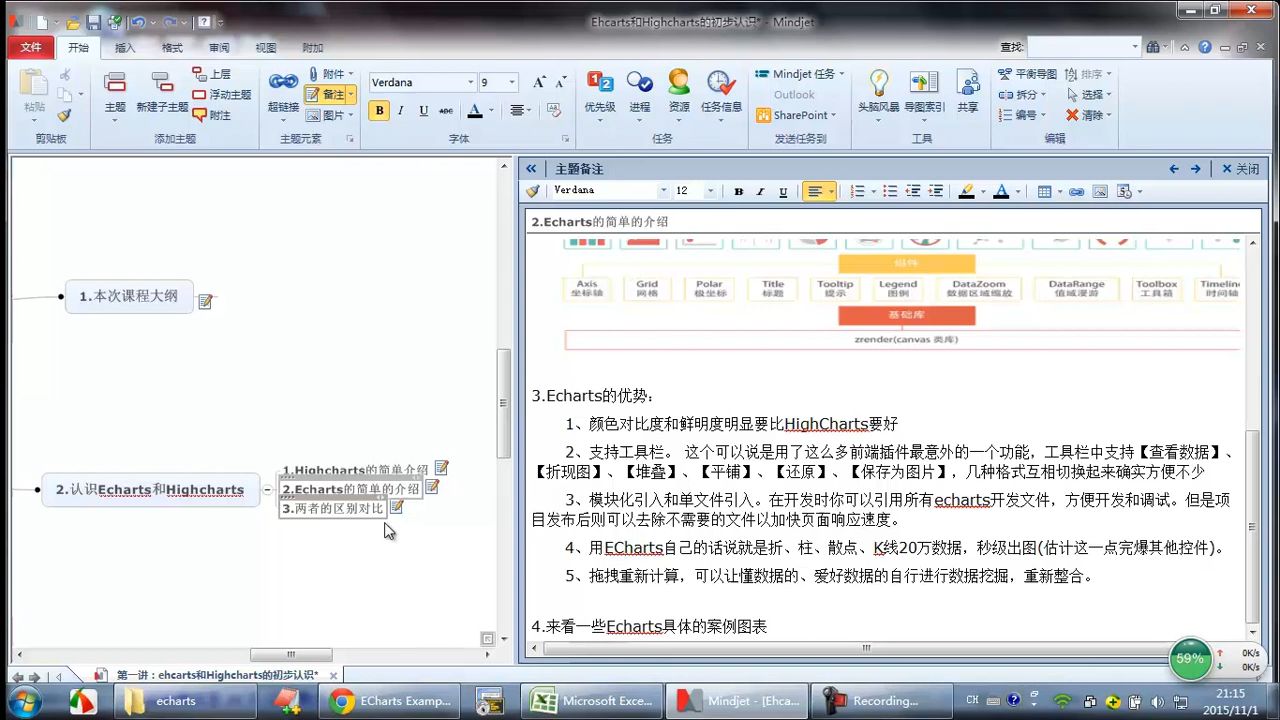 Ehcarts和Highcharts的初步认识* - Mindjet
文件 开始 插入 格式 审阅 视图 附加 查找:
粘贴 主题 新建子主题 上层 浮动主题 附注 超链接 附件 备注 图片
Verdana 9
B I U abc A
优先级 进程 资源 任务信息 Mindjet 任务 Outlook SharePoint
头脑风暴 导图索引 共享 平衡导图 排序 拆分 选择 编号 清除
剪贴板 添加主题 主题元素 字体 任务 发送任务到 工具 编辑
主题备注 关闭
Verdana 12 B I U A
2.Echarts的简单的介绍
组件
Axis Grid Polar Title Tooltip Legend DataZoom DataRange Toolbox Timeline
坐标轴 网格 极坐标 标题 提示 图例 数据区域缩放 值域漫游 工具箱 时间轴
基础库
zrender(canvas 类库)
1.本次课程大纲
3.Echarts的优势:
1、颜色对比度和鲜明度明显要比HighCharts要好
2、支持工具栏。 这个可以说是用了这么多前端插件最意外的一个功能，工具栏中支持【查看数据】、
【折现图】、【堆叠】、【平铺】、【还原】、【保存为图片】，几种格式互相切换起来确实方便不少
3、模块化引入和单文件引入。在开发时你可以引用所有echarts开发文件，方便开发和调试。但是项
目发布后则可以去除不需要的文件以加快页面响应速度。
4、用ECharts自己的话说就是折、柱、散点、K线20万数据，秒级出图(估计这一点完爆其他控件)。
5、拖拽重新计算，可以让懂数据的、爱好数据的自行进行数据挖掘，重新整合。
4.来看一些Echarts具体的案例图表
2.认识Echarts和Highcharts
1.Highcharts的简单介绍
2.Echarts的简单的介绍
3.两者的区别对比
第一讲：ehcarts和Highcharts的初步认识*
59% 0K/s
0K/s
echarts ECharts Examp... Microsoft Exce... Mindjet - [Ehca... Recording...
CH 21:15
2015/11/1